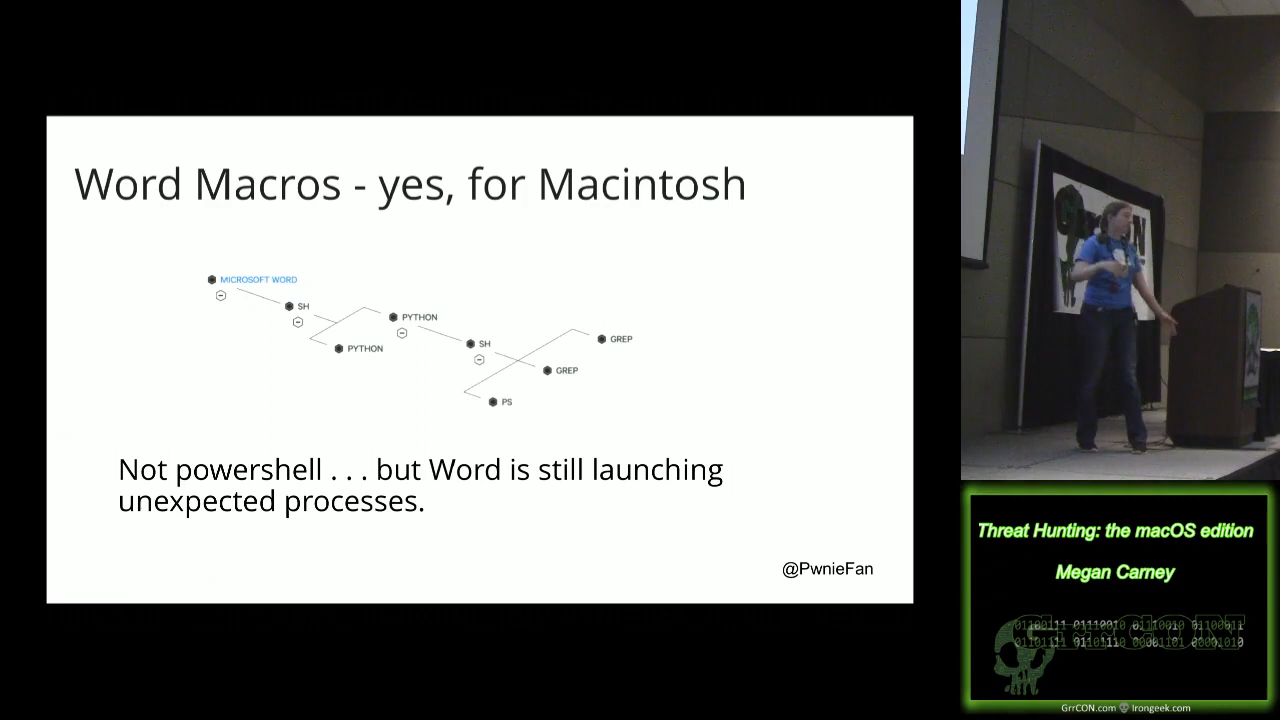 Word Macros - yes, for Macintosh
MICROSOFT WORD
SH
PYTHON
PYTHON
SH
GREP
GREP
PS
Not powershell . . . but Word is still launching
unexpected processes.
@PwnieFan
Threat Hunting: the macOS edition
Megan Carney
GrrCON
GrrCON.com Irongeek.com